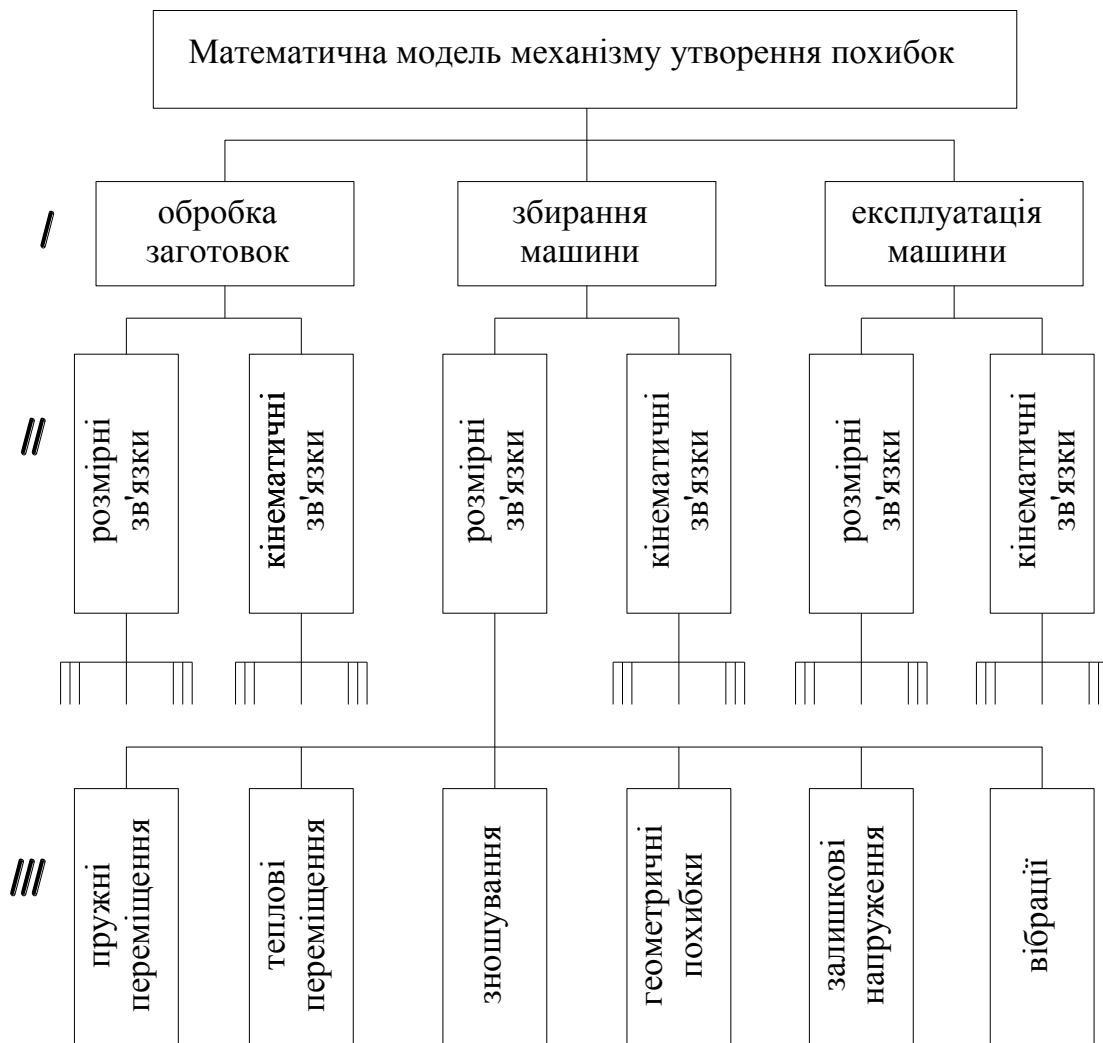 Математична модель механізму утворення похибок
I
обробка
заготовок
збирання
машини
експлуатація
машини
II
розмірні
зв'язки
кінематичні
зв'язки
розмірні
зв'язки
кінематичні
зв'язки
розмірні
зв'язки
кінематичні
зв'язки
III
пружні
переміщення
теплові
переміщення
зношування
геометричні
похибки
залишкові
напруження
вібрації